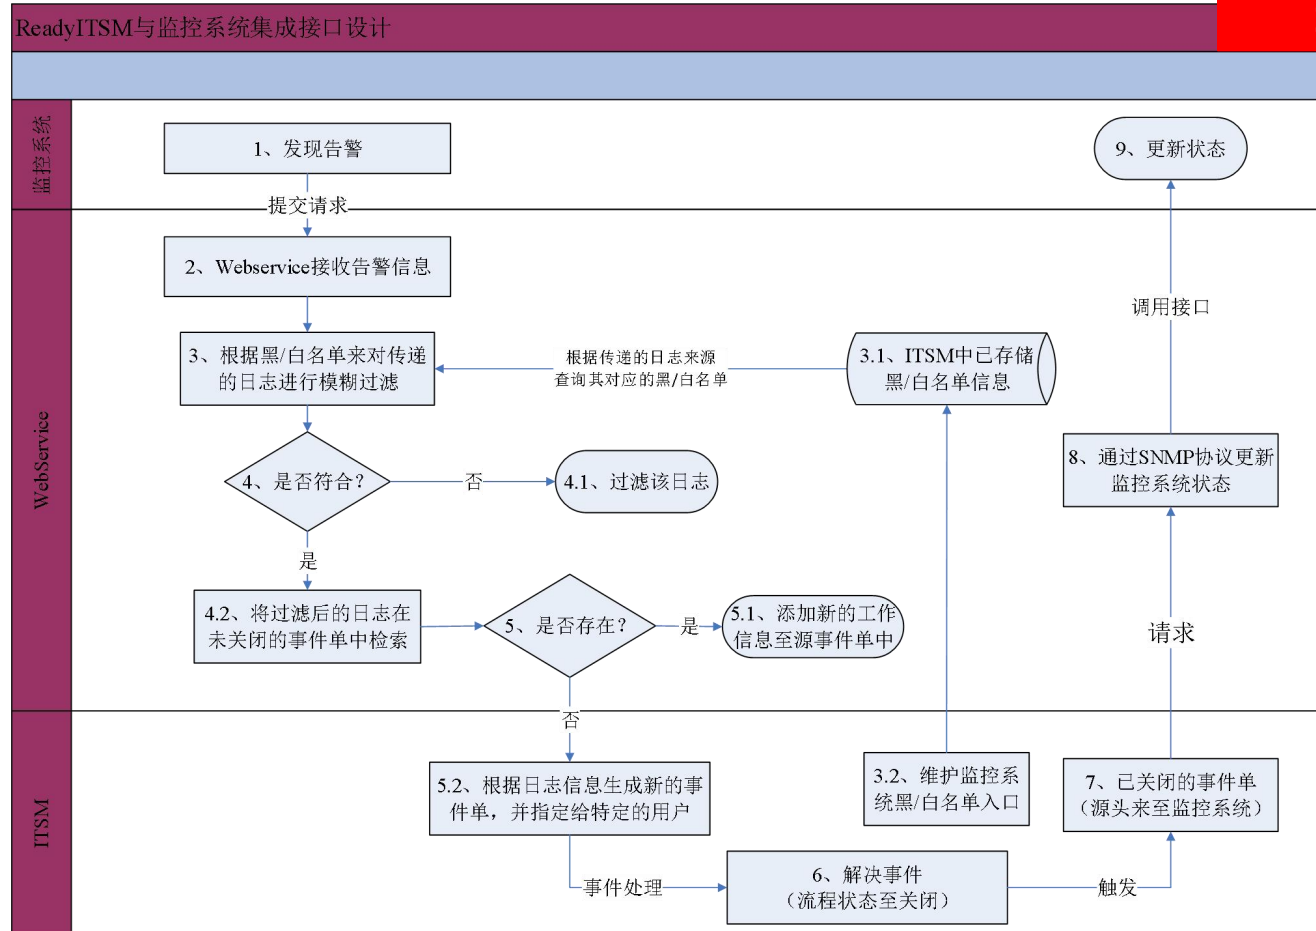 ReadyITSM与监控系统集成接口设计
监控系统
1、发现告警
9、更新状态
提交请求
WebService
2、Webservice接收告警信息
调用接口
3、根据黑/白名单来对传递
的日志进行模糊过滤
根据传递的日志来源
查询其对应的黑/白名单
3.1、ITSM中已存储
黑/白名单信息
4、是否符合？
否
4.1、过滤该日志
8、通过SNMP协议更新
监控系统状态
是
4.2、将过滤后的日志在
未关闭的事件单中检索
5、是否存在？
是
5.1、添加新的工作
信息至源事件单中
请求
否
ITSM
5.2、根据日志信息生成新的事
件单，并指定给特定的用户
3.2、维护监控系
统黑/白名单入口
7、已关闭的事件单
（源头来至监控系统）
事件处理
6、解决事件
（流程状态至关闭）
触发